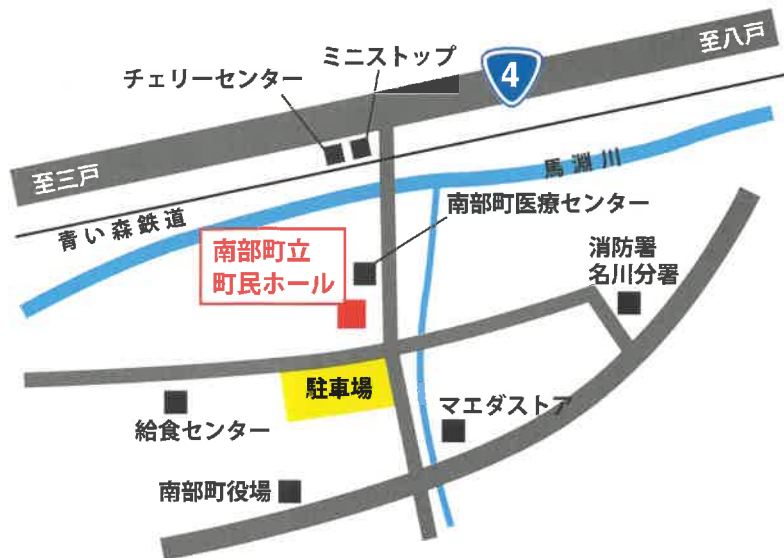 至八戸
ミニストップ
チェリーセンター
4
至三戸
馬淵川
青い森鉄道
南部町医療センター
南部町立
町民ホール
消防署
名川分署
駐車場
マエダストア
給食センター
南部町役場